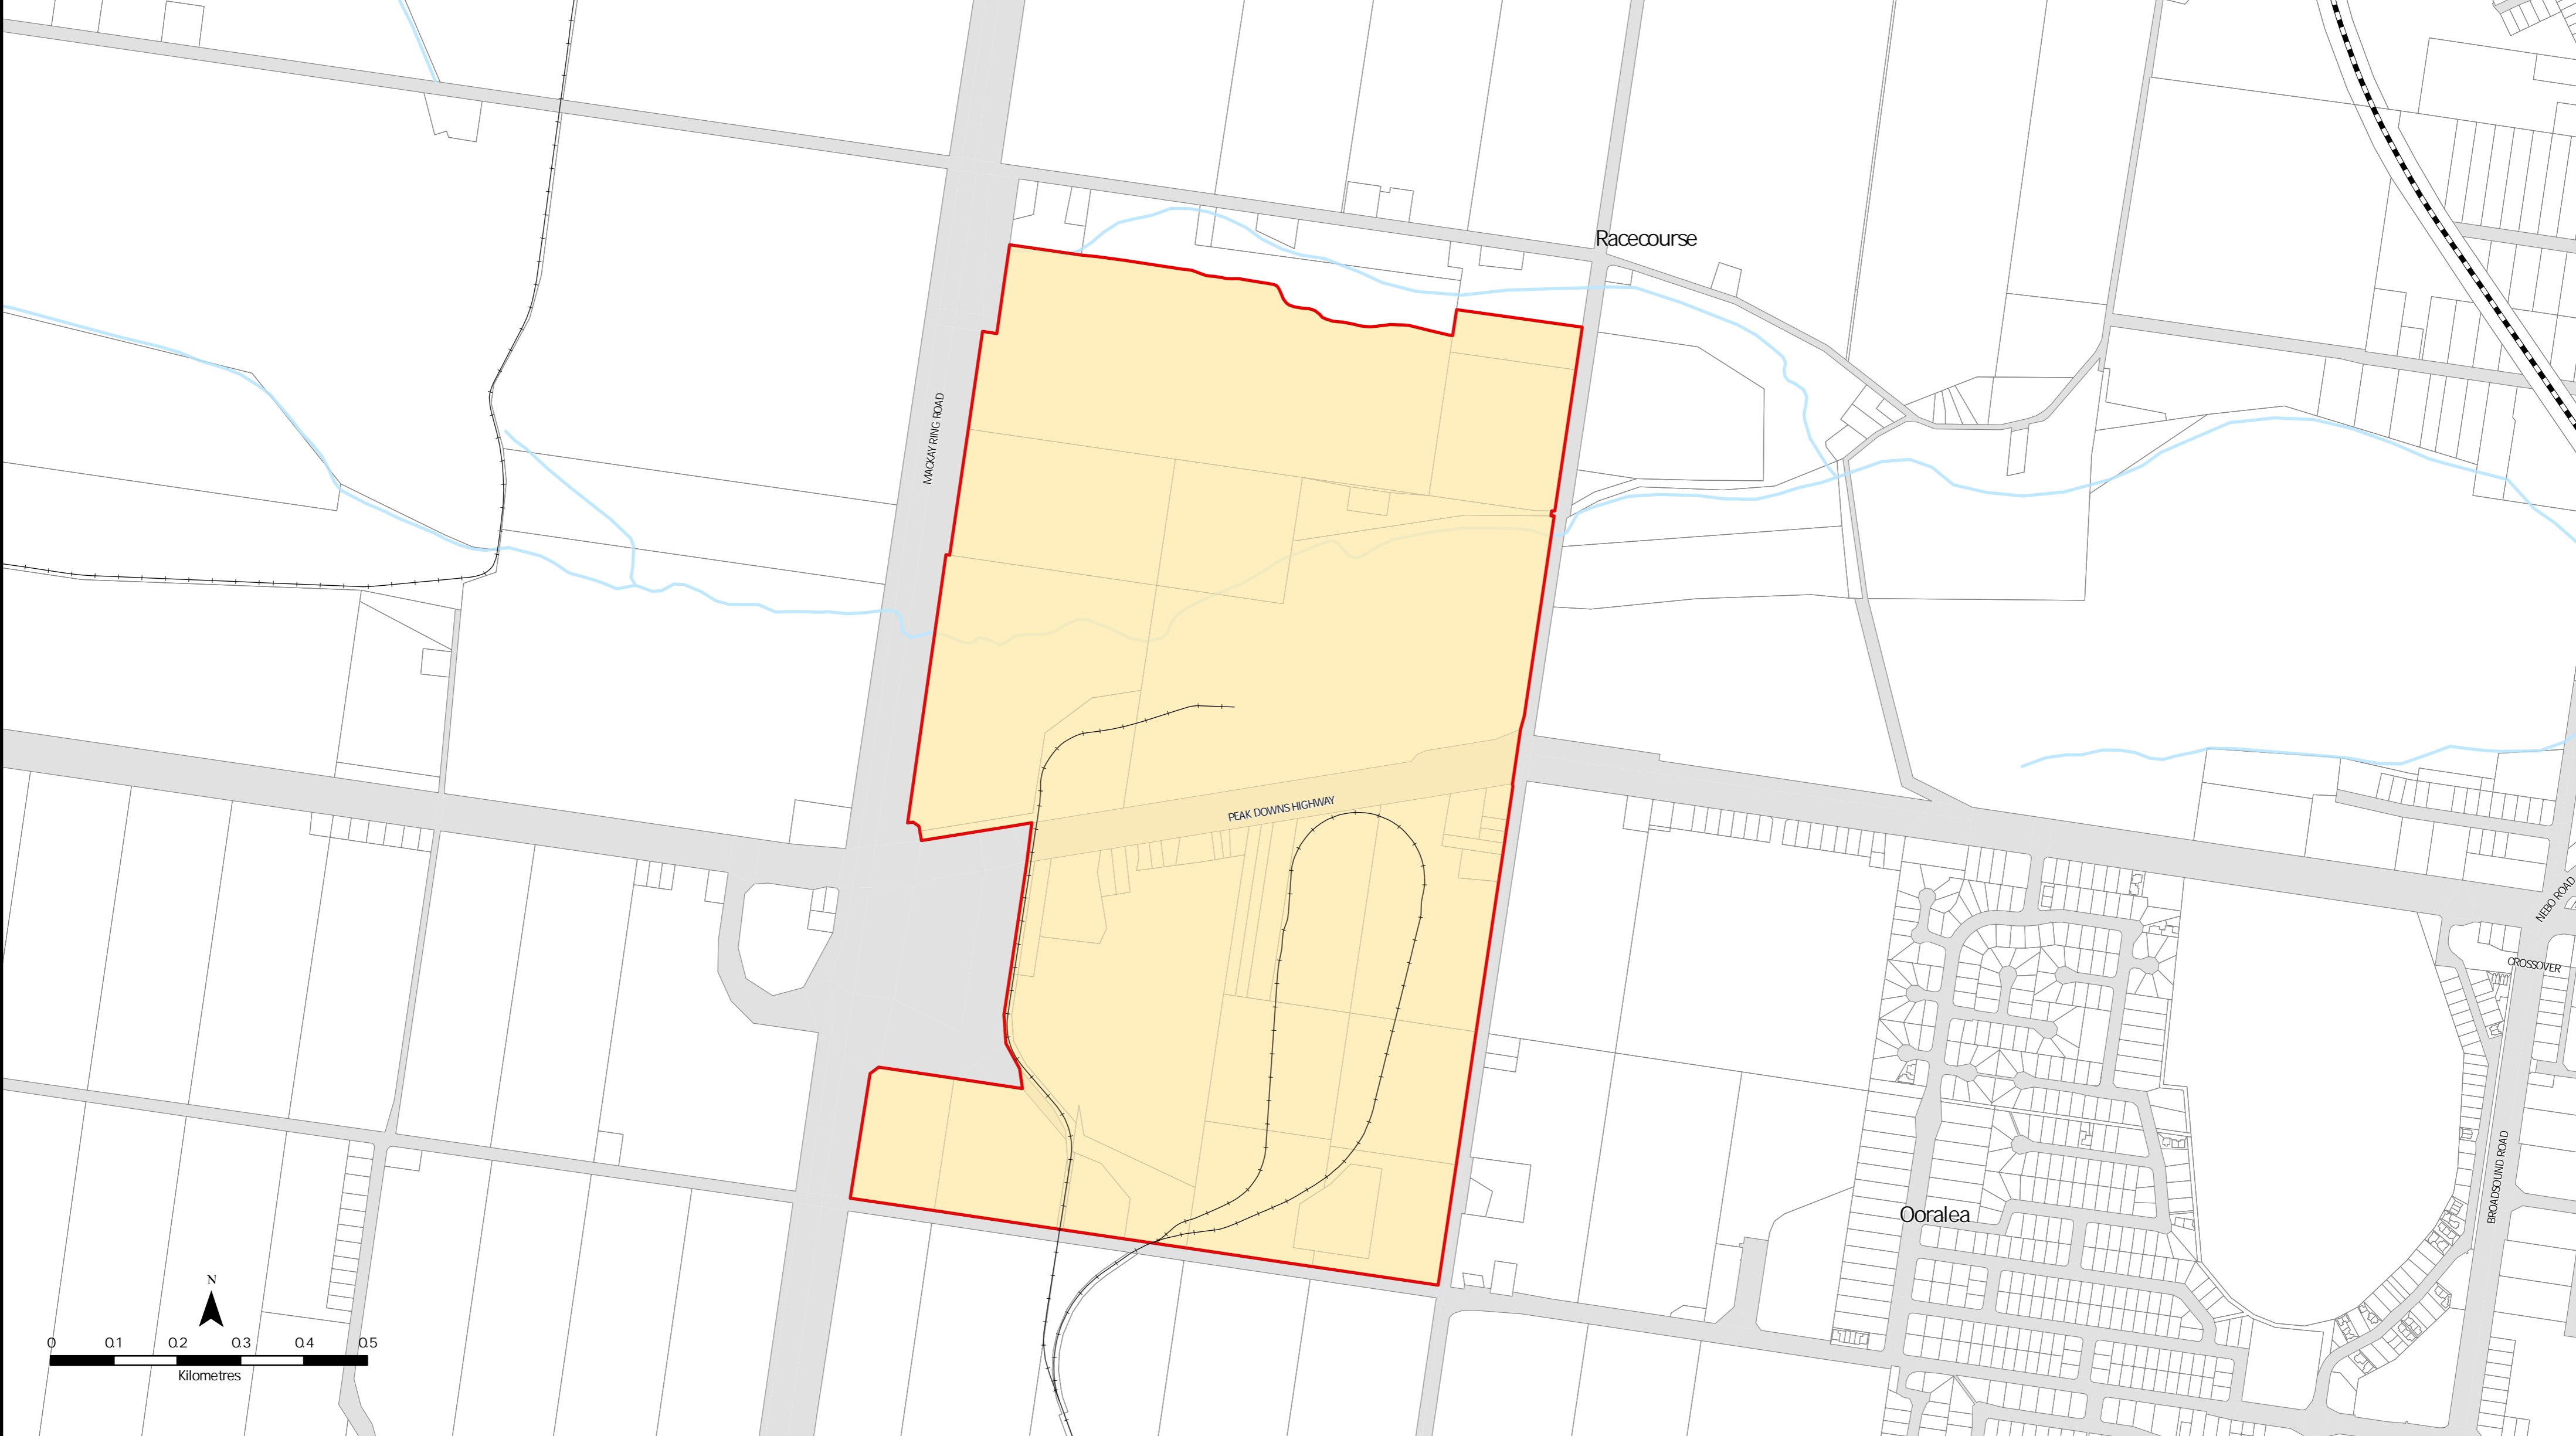 Racecourse
MACKAY RING ROAD
PEAK DOWNS HIGHWAY
NEBO ROAD
CROSSOVER
BROADSOUND ROAD
Ooralea
N
0 0.1 0.2 0.3 0.4 0.5
Kilometres